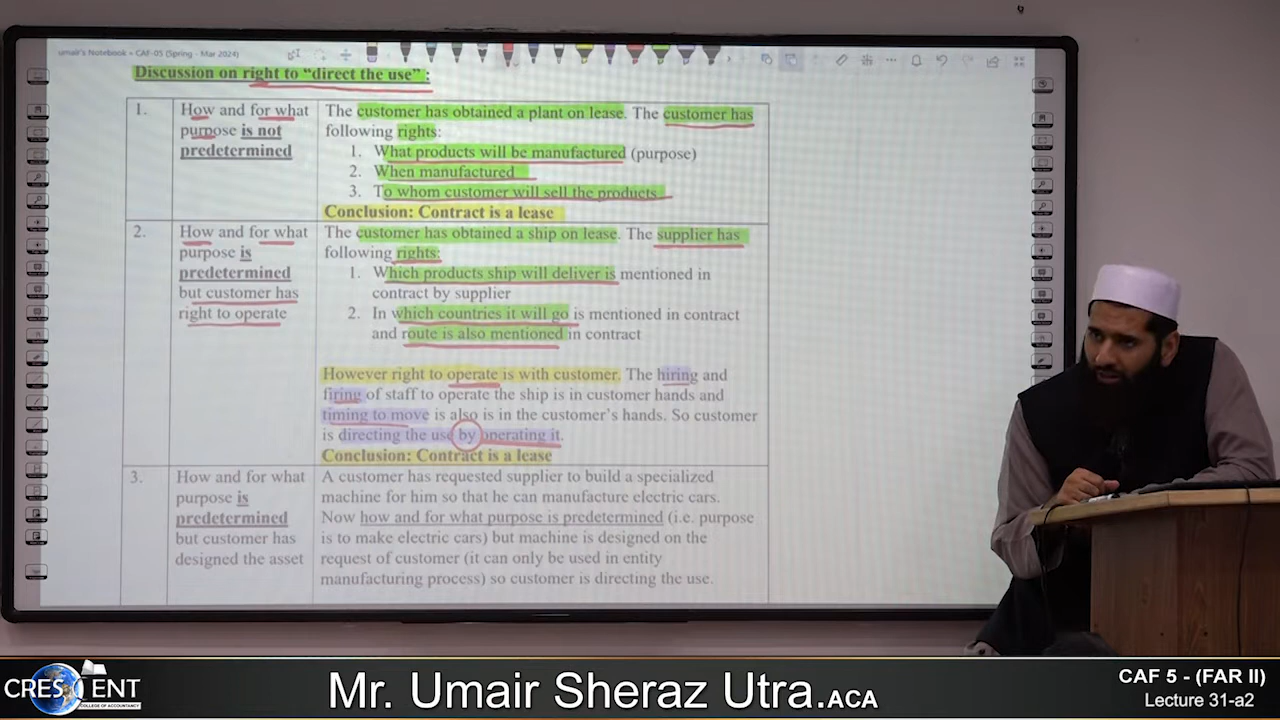 umair's Notebook • CAF-05 (Spring - Mar 2024)
Discussion on right to “direct the use” :
1.
How and for what
purpose is not
predetermined
The customer has obtained a plant on lease. The customer has
following rights:
1. What products will be manufactured (purpose)
2. When manufactured
3. To whom customer will sell the products
Conclusion: Contract is a lease
2.
How and for what
purpose is
predetermined
but customer has
right to operate
The customer has obtained a ship on lease. The supplier has
following rights:
1. Which products ship will deliver is mentioned in
contract by supplier
2. In which countries it will go is mentioned in contract
and route is also mentioned in contract
However right to operate is with customer. The hiring and
firing of staff to operate the ship is in customer hands and
timing to move is also is in the customer’s hands. So customer
is directing the use by operating it.
Conclusion: Contract is a lease
3.
How and for what
purpose is
predetermined
but customer has
designed the asset
A customer has requested supplier to build a specialized
machine for him so that he can manufacture electric cars.
Now how and for what purpose is predetermined (i.e. purpose
is to make electric cars) but machine is designed on the
request of customer (it can only be used in entity
manufacturing process) so customer is directing the use.
CRESCENT
COLLEGE OF ACCOUNTANCY
Mr. Umair Sheraz Utra.ACA
CAF 5 - (FAR II)
Lecture 31-a2